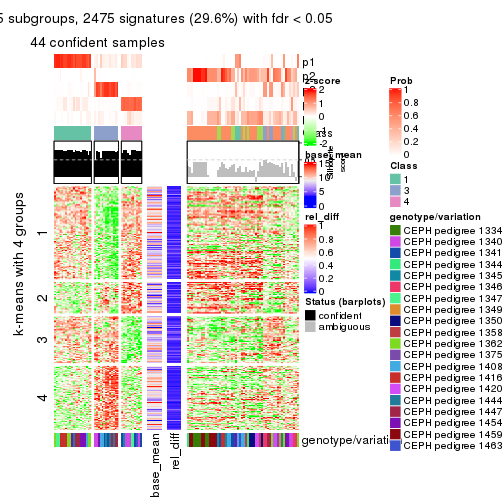 5 subgroups, 2475 signatures (29.6%) with fdr < 0.05
44 confident samples
p1
p2
z-score
2
1
0
-1
-2
Class
silhouette
score
base_mean
15
10
5
0
rel_diff
1
0.8
0.6
0.4
0.2
0
Status (barplots)
confident
ambiguous
k-means with 4 groups
1
2
3
4
base_mean
rel_diff
genotype/variation
Prob
1
0.8
0.6
0.4
0.2
0
Class
1
3
4
genotype/variation
CEPH pedigree 1334
CEPH pedigree 1340
CEPH pedigree 1341
CEPH pedigree 1344
CEPH pedigree 1345
CEPH pedigree 1346
CEPH pedigree 1347
CEPH pedigree 1349
CEPH pedigree 1350
CEPH pedigree 1358
CEPH pedigree 1362
CEPH pedigree 1375
CEPH pedigree 1408
CEPH pedigree 1416
CEPH pedigree 1420
CEPH pedigree 1444
CEPH pedigree 1447
CEPH pedigree 1454
CEPH pedigree 1459
CEPH pedigree 1463